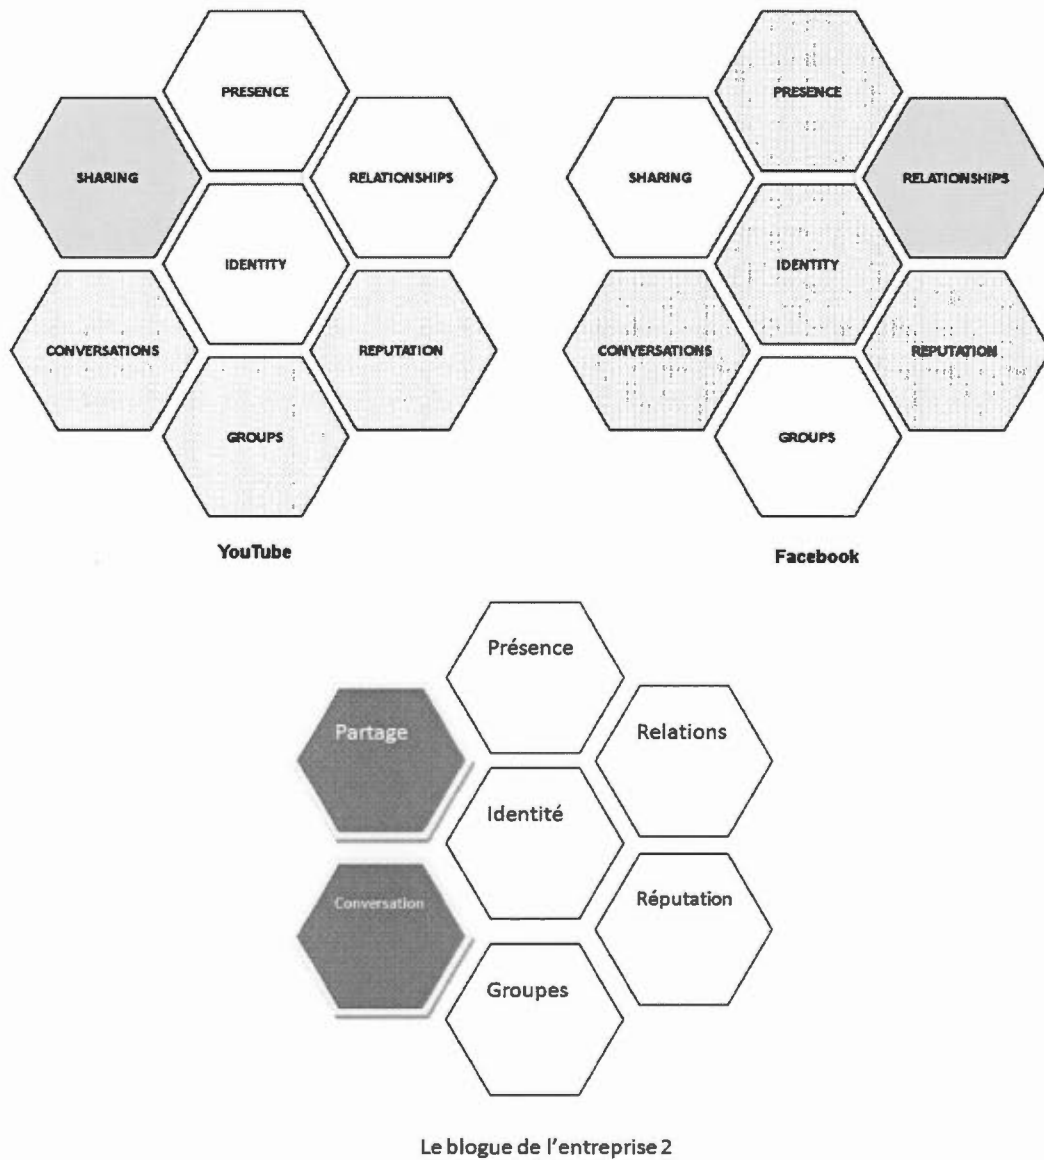 PRESENCE
SHARING
RELATIONSHIPS
IDENTITY
CONVERSATIONS
REPUTATION
GROUPS
YouTube
PRESENCE
SHARING
RELATIONSHIPS
IDENTITY
CONVERSATIONS
REPUTATION
GROUPS
Facebook
Présence
Partage
Relations
Identité
Conversation
Réputation
Groupes
Le blogue de l'entreprise 2